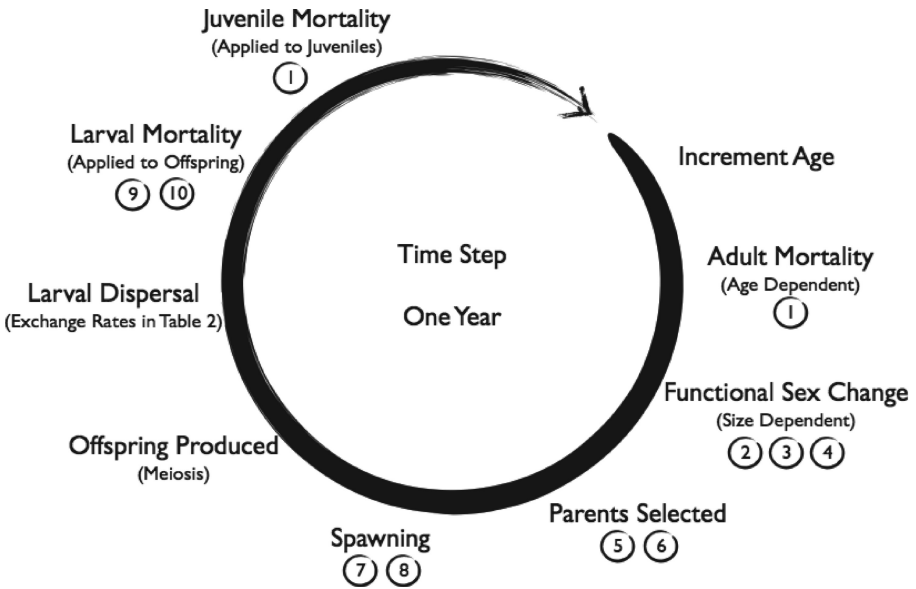 Juvenile Mortality
(Applied to Juveniles)
1
Larval Mortality
(Applied to Offspring)
9 10
Larval Dispersal
(Exchange Rates in Table 2)
Offspring Produced
(Meiosis)
Spawning
7 8
Parents Selected
5 6
Functional Sex Change
(Size Dependent)
2 3 4
Adult Mortality
(Age Dependent)
1
Increment Age
Time Step
One Year